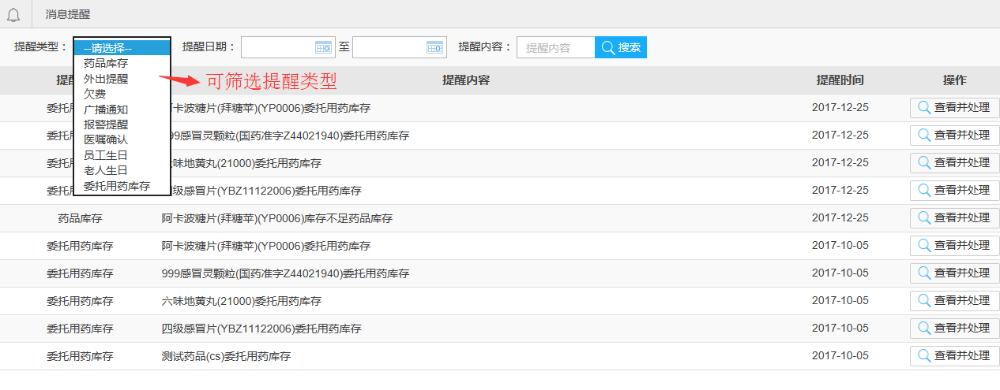 消息提醒
提醒类型： --请选择-- 提醒日期： 至 提醒内容： 提醒内容 搜索
药品库存
外出提醒
欠费
广播通知
报警提醒
医嘱确认
员工生日
老人生日
委托用药库存
可筛选提醒类型
提醒 提醒内容 提醒时间 操作
委托用 阿卡波糖片(拜糖苹)(YP0006)委托用药库存 2017-12-25 查看并处理
委托用 999感冒灵颗粒(国药准字Z44021940)委托用药库存 2017-12-25 查看并处理
委托用 六味地黄丸(21000)委托用药库存 2017-12-25 查看并处理
委托用 四级感冒片(YBZ11122006)委托用药库存 2017-12-25 查看并处理
药品库存 阿卡波糖片(拜糖苹)(YP0006)库存不足药品库存 2017-12-25 查看并处理
委托用药库存 阿卡波糖片(拜糖苹)(YP0006)委托用药库存 2017-10-05 查看并处理
委托用药库存 999感冒灵颗粒(国药准字Z44021940)委托用药库存 2017-10-05 查看并处理
委托用药库存 六味地黄丸(21000)委托用药库存 2017-10-05 查看并处理
委托用药库存 四级感冒片(YBZ11122006)委托用药库存 2017-10-05 查看并处理
委托用药库存 测试药品(cs)委托用药库存 2017-10-05 查看并处理